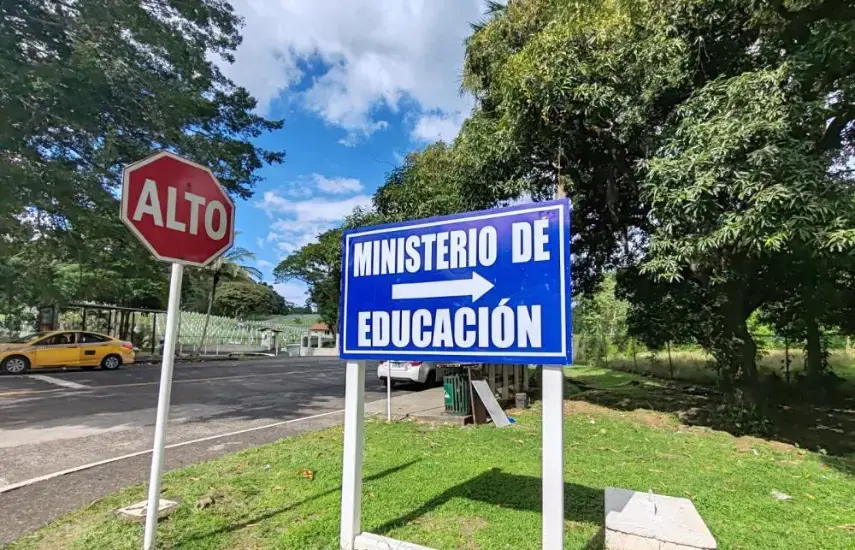 ALTO
MINISTERIO DE
EDUCACIÓN